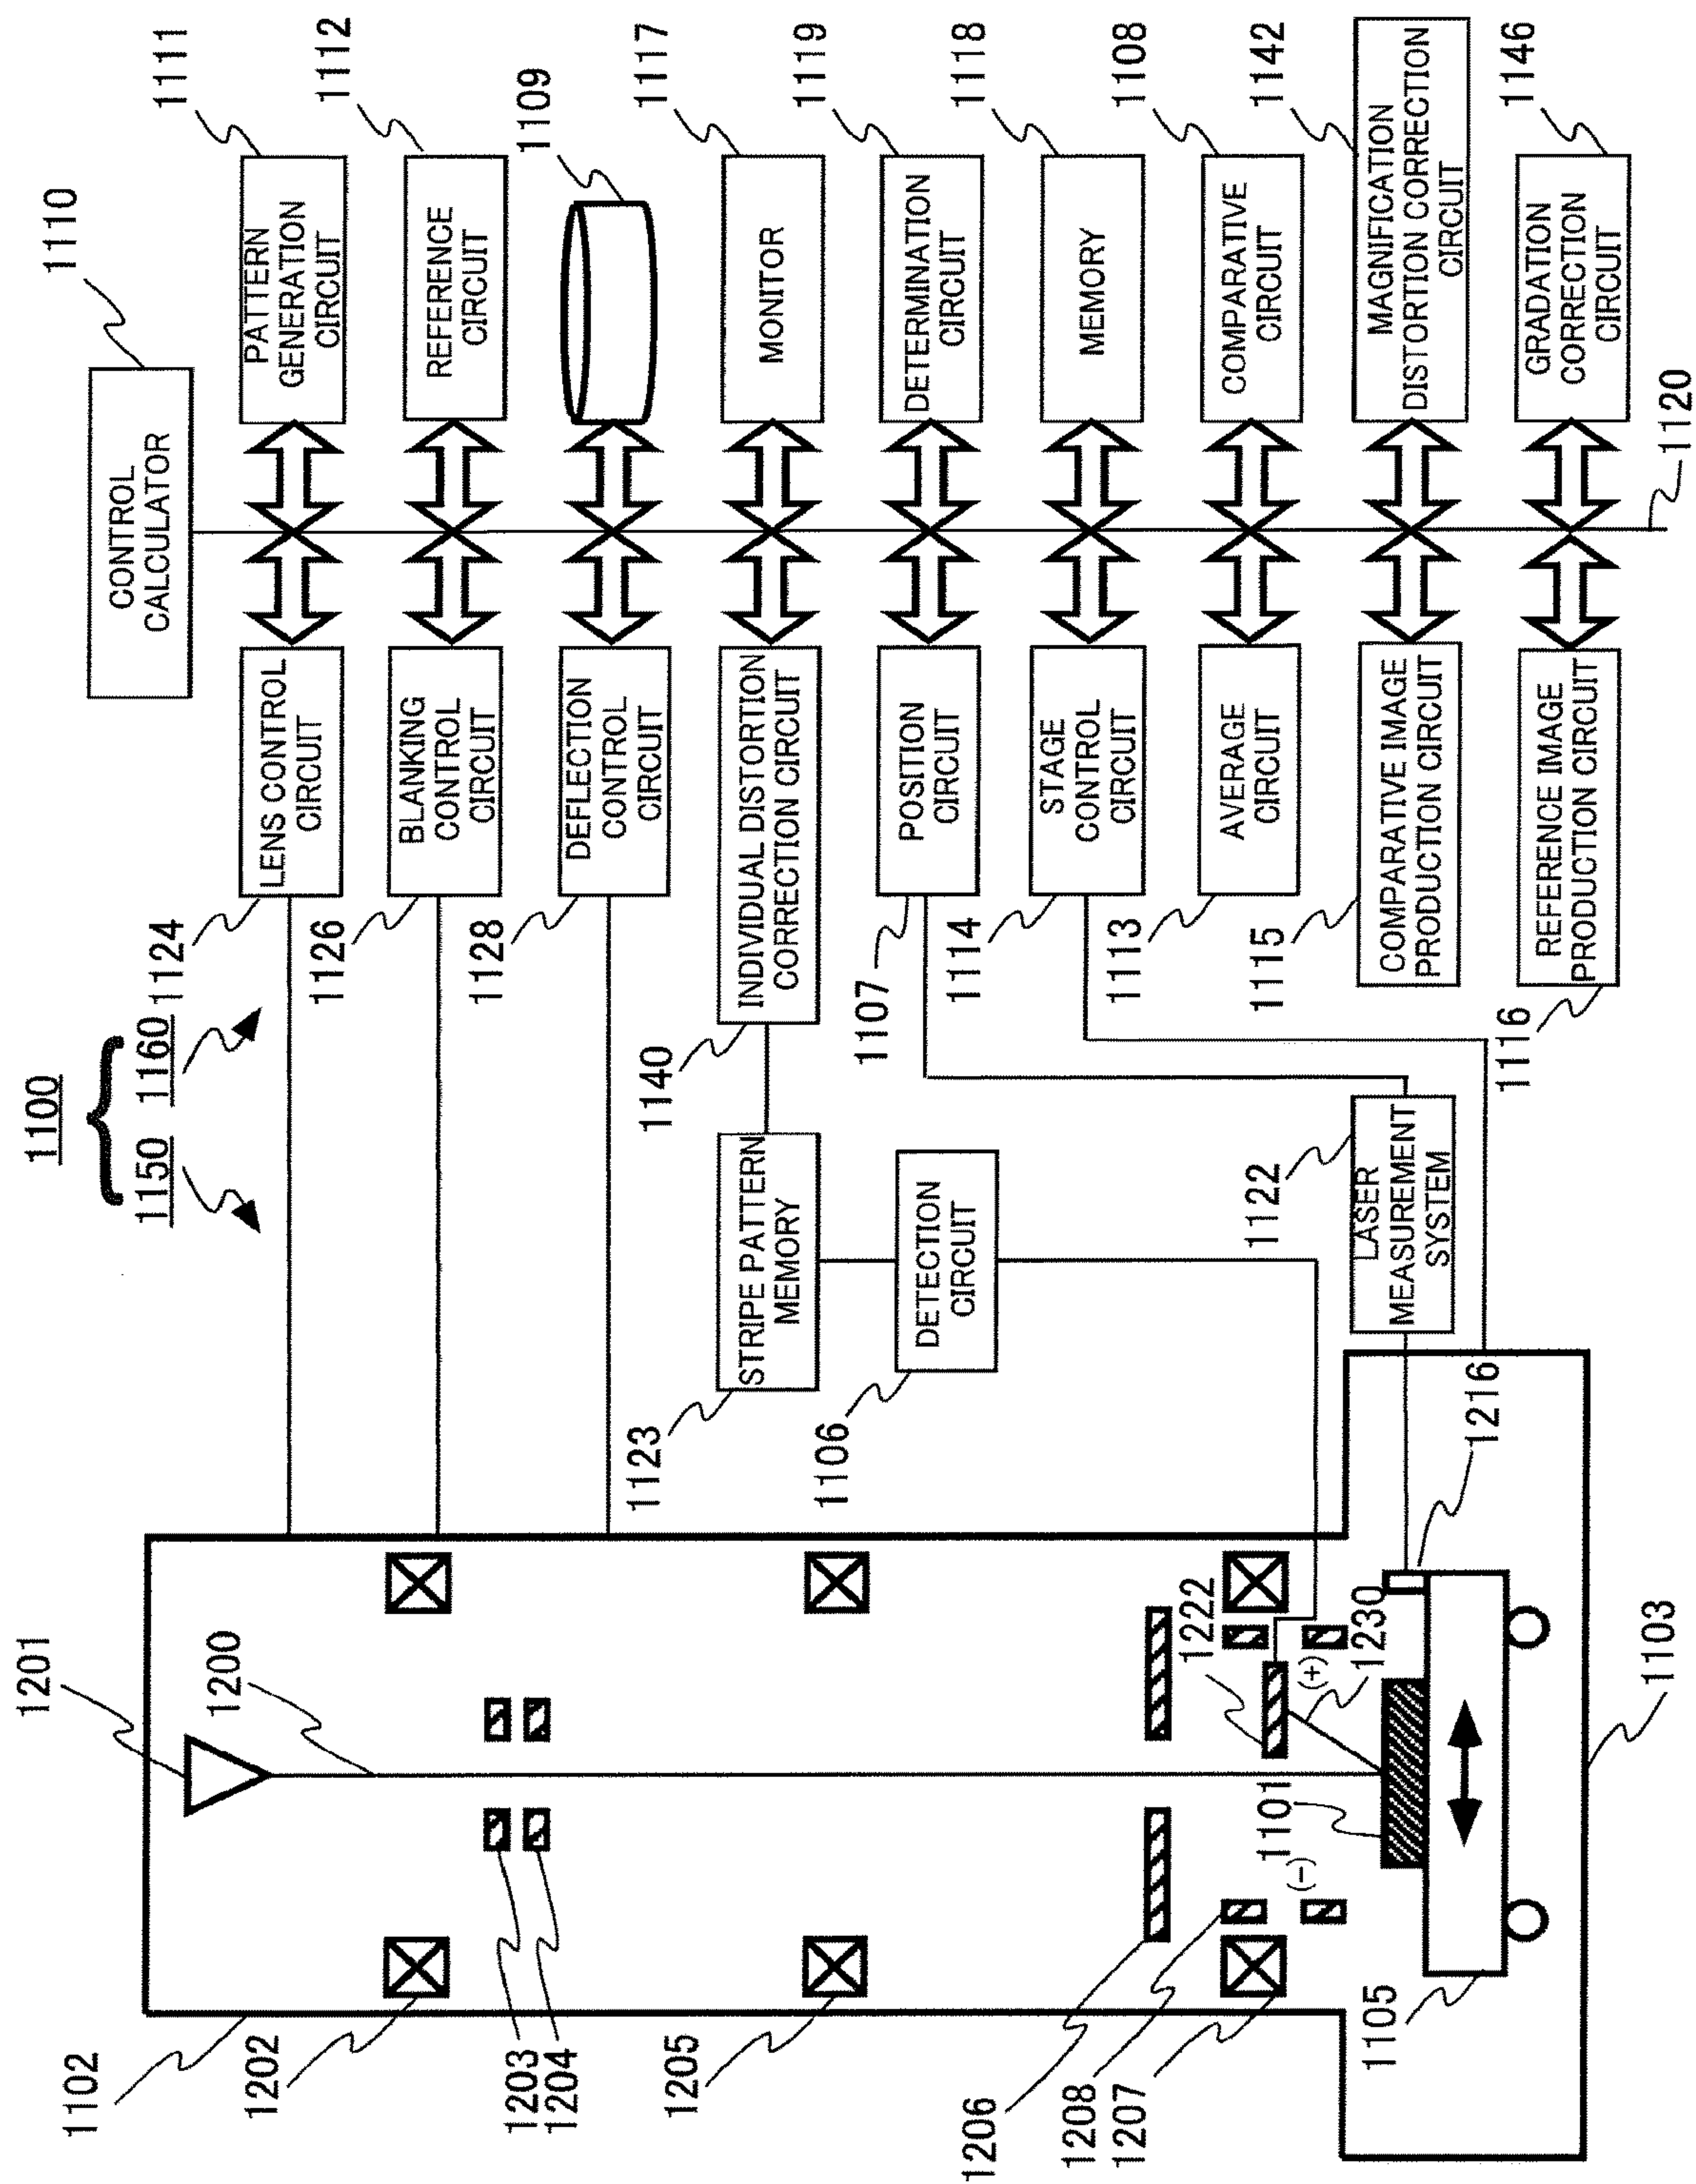 1100
1150
1160
1110
CONTROL
CALCULATOR
1102
1201
1200
1202
1203
1204
1205
1206
1208
1207
1222
1230
(+)
(-)
1101
1216
1105
1103
1124
LENS CONTROL
CIRCUIT
1126
BLANKING
CONTROL
CIRCUIT
1128
DEFLECTION
CONTROL
CIRCUIT
1123
STRIPE PATTERN
MEMORY
1140
INDIVIDUAL DISTORTION
CORRECTION CIRCUIT
1106
DETECTION
CIRCUIT
1107
POSITION
CIRCUIT
1114
STAGE
CONTROL
CIRCUIT
1113
AVERAGE
CIRCUIT
1122
LASER
MEASUREMENT
SYSTEM
1115
COMPARATIVE IMAGE
PRODUCTION CIRCUIT
1116
REFERENCE IMAGE
PRODUCTION CIRCUIT
1111
PATTERN
GENERATION
CIRCUIT
1112
REFERENCE
CIRCUIT
1109
1117
MONITOR
1119
DETERMINATION
CIRCUIT
1118
MEMORY
1108
COMPARATIVE
CIRCUIT
1142
MAGNIFICATION
DISTORTION CORRECTION
CIRCUIT
1146
GRADATION
CORRECTION
CIRCUIT
1120